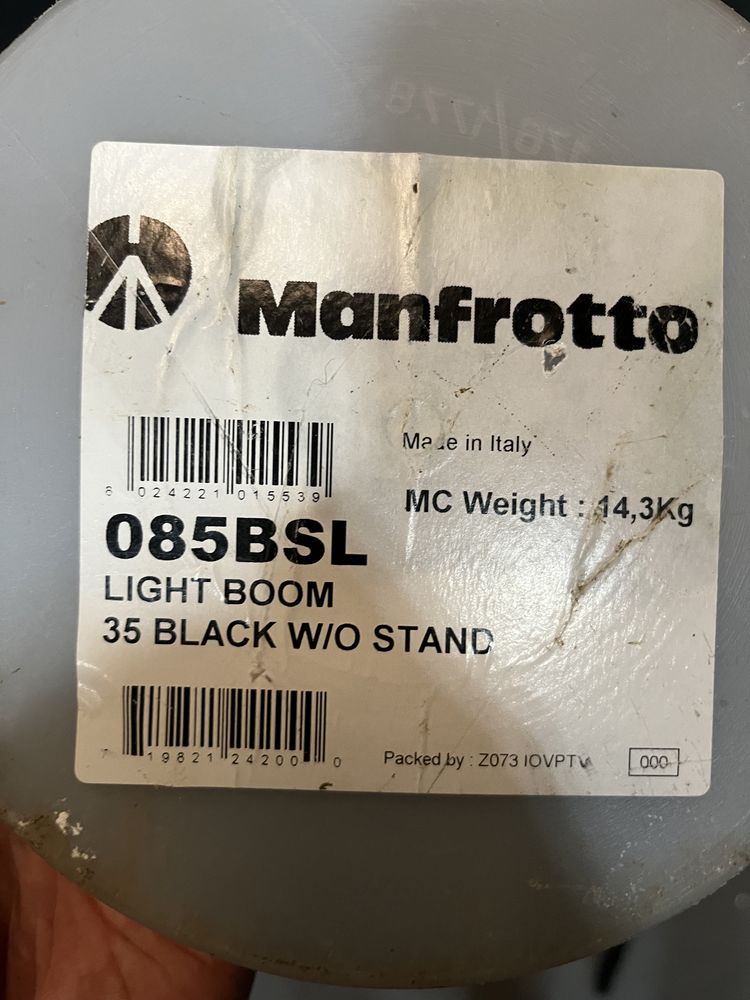 Manfrotto
Made in Italy
6 024221 015539
MC Weight : 14,3Kg
085BSL
LIGHT BOOM
35 BLACK W/O STAND
7 19821 24200 0
Packed by : Z073 IOVPTV
000